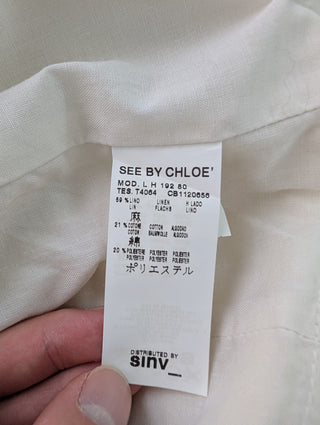 SEE BY CHLOE'
MOD. L H 192 80
TES. T4064 CB1120656
59 % LINO LINEN H LADO
LIN FLACHS LINO
麻
21 % COTONE COTTON ALGODAO
COTON BAUMWOLLE ALGODON
綿
20 % POLIESTERE POLYESTER POLIESTER
POLYESTER POLYESTER POLIESTER
ポリエステル
DISTRIBUTED BY
SINV_